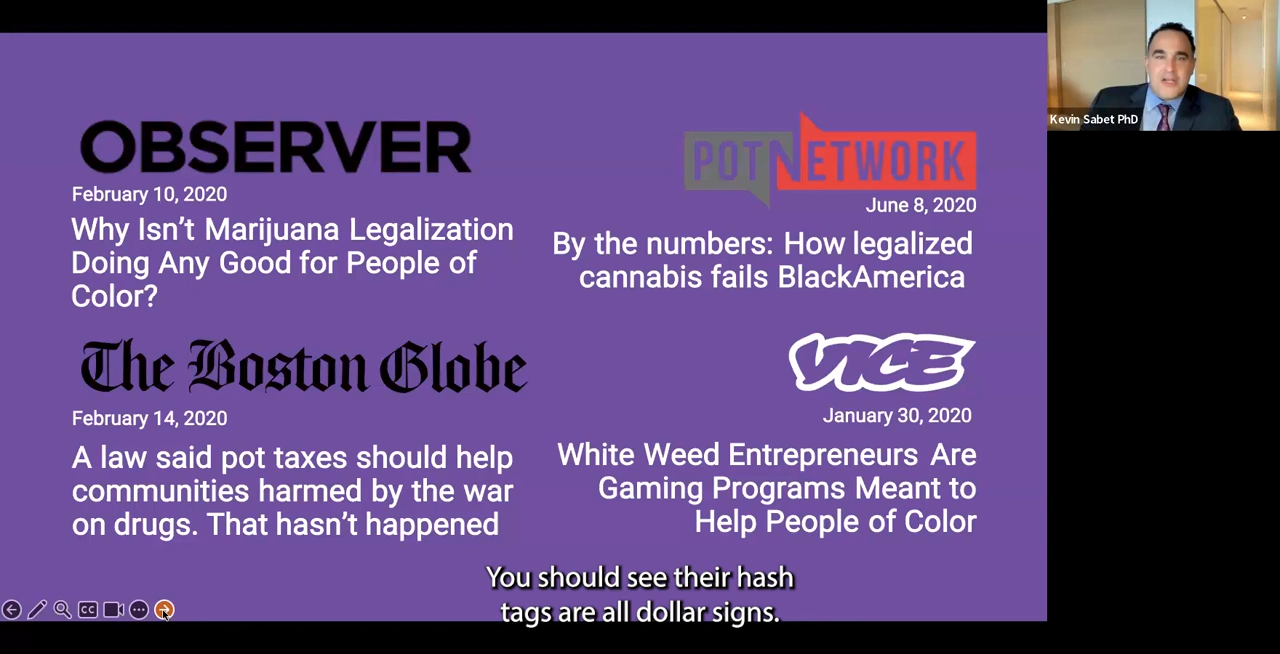 OBSERVER
February 10, 2020
Why Isn’t Marijuana Legalization
Doing Any Good for People of
Color?
POTNETWORK
June 8, 2020
By the numbers: How legalized
cannabis fails BlackAmerica
The Boston Globe
February 14, 2020
A law said pot taxes should help
communities harmed by the war
on drugs. That hasn’t happened
VICE
January 30, 2020
White Weed Entrepreneurs Are
Gaming Programs Meant to
Help People of Color
You should see their hash
tags are all dollar signs.
CC
Kevin Sabet PhD